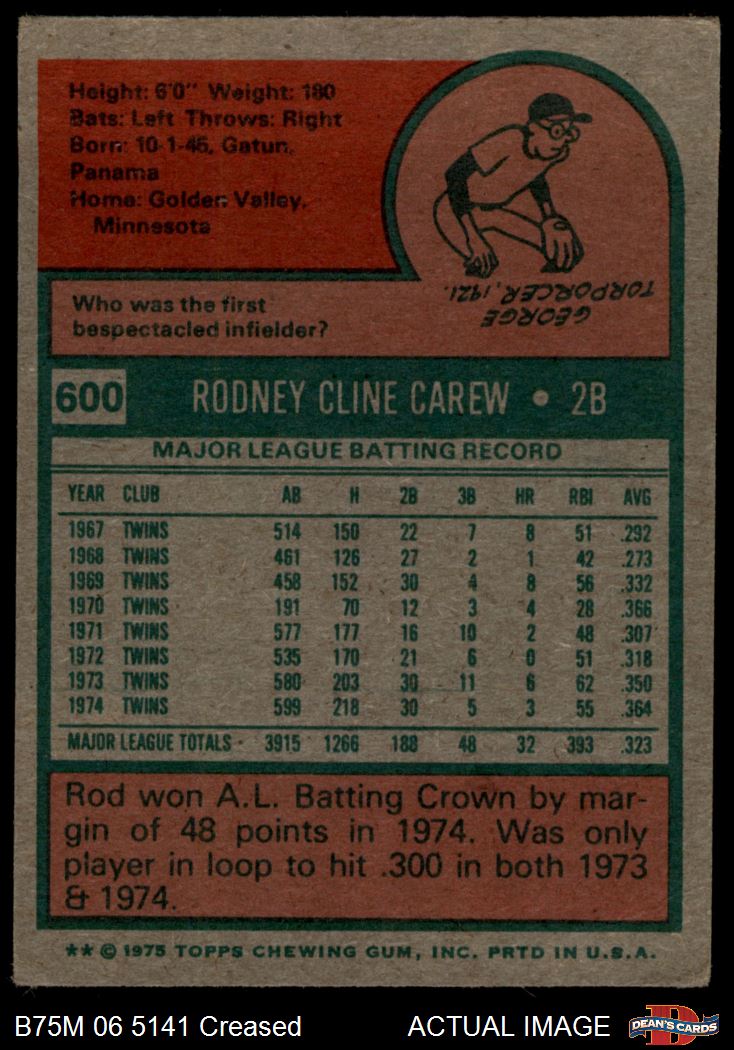 Height: 6'0" Weight: 180
Bats: Left Throws: Right
Born: 10-1-45, Gatun,
Panama
Home: Golden Valley,
Minnesota
GEORGE
TORPORCER, 1921.
Who was the first
bespectacled infielder?
600 RODNEY CLINE CAREW • 2B
MAJOR LEAGUE BATTING RECORD
YEAR CLUB AB H 2B 3B HR RBI AVG
1967 TWINS 514 150 22 7 8 51 .292
1968 TWINS 461 126 27 2 1 42 .273
1969 TWINS 458 152 30 4 8 56 .332
1970 TWINS 191 70 12 3 4 28 .366
1971 TWINS 577 177 16 10 2 48 .307
1972 TWINS 535 170 21 6 0 51 .318
1973 TWINS 580 203 30 11 6 62 .350
1974 TWINS 599 218 30 5 3 55 .364
MAJOR LEAGUE TOTALS · 3915 1266 188 48 32 393 .323
Rod won A.L. Batting Crown by mar-
gin of 48 points in 1974. Was only
player in loop to hit .300 in both 1973
& 1974.
** © 1975 TOPPS CHEWING GUM, INC. PRTD IN U.S.A.
B75M 06 5141 Creased ACTUAL IMAGE DEAN'S CARDS